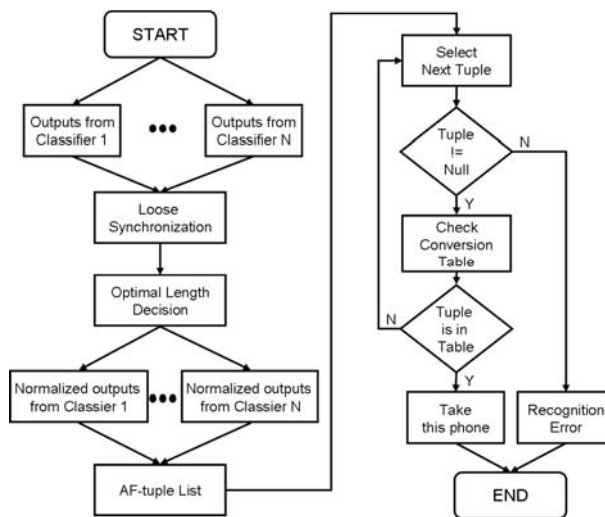 START
Outputs from
Classifier 1
Outputs from
Classifier N
Loose
Synchronization
Optimal Length
Decision
Normalized outputs
from Classier 1
Normalized outputs
from Classier N
AF-tuple List
Select
Next Tuple
Tuple
!=
Null
N
Y
Check
Conversion
Table
Tuple
is in
Table
N
Y
Take
this phone
Recognition
Error
END